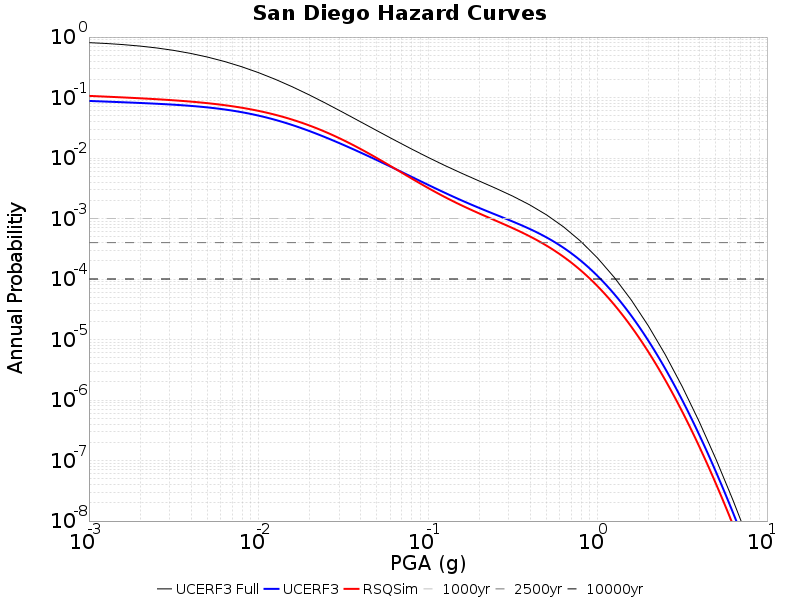 San Diego Hazard Curves
10^0
10^-1
10^-2
10^-3
10^-4
10^-5
10^-6
10^-7
10^-8
Annual Probabilitiy
10^-3 10^-2 10^-1 10^0 10^1
PGA (g)
UCERF3 Full UCERF3 RSQSim 1000yr 2500yr 10000yr